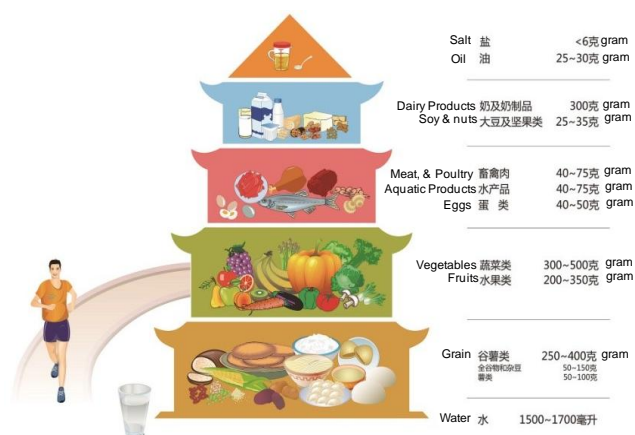 Salt 盐 <6克 gram
Oil 油 25~30克 gram
Dairy Products 奶及奶制品 300克 gram
Soy & nuts 大豆及坚果类 25~35克 gram
Meat, & Poultry 畜禽肉 40~75克 gram
Aquatic Products 水产品 40~75克 gram
Eggs 蛋 类 40~50克 gram
Vegetables 蔬菜类 300~500克 gram
Fruits 水果类 200~350克 gram
Grain 谷薯类 250~400克 gram
全谷物和杂豆 50~150克
薯类 50~100克
Water 水 1500~1700毫升